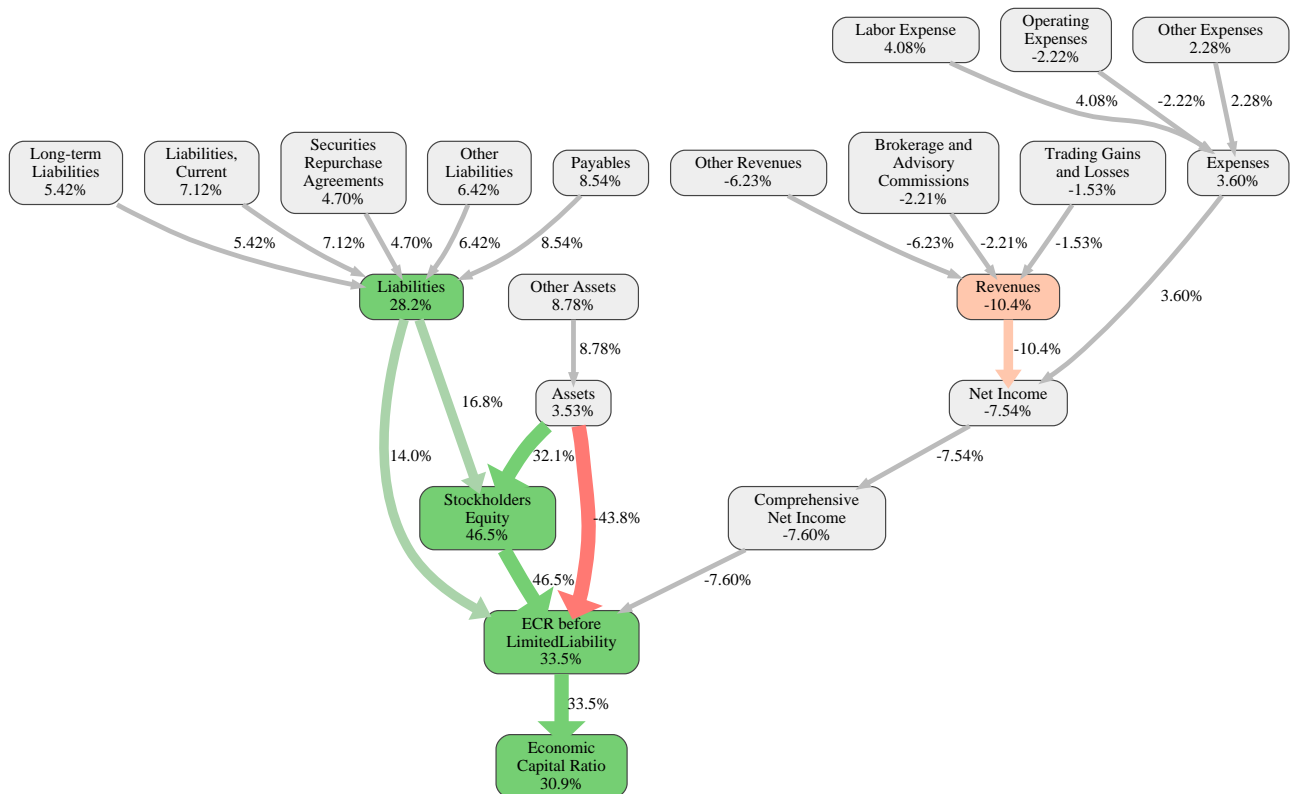 Labor Expense
4.08%
Operating
Expenses
-2.22%
Other Expenses
2.28%
4.08%
-2.22%
2.28%
Long-term
Liabilities
5.42%
Liabilities,
Current
7.12%
Securities
Repurchase
Agreements
4.70%
Other
Liabilities
6.42%
Payables
8.54%
Other Revenues
-6.23%
Brokerage and
Advisory
Commissions
-2.21%
Trading Gains
and Losses
-1.53%
Expenses
3.60%
5.42%
7.12%
4.70%
6.42%
8.54%
-6.23%
-2.21%
-1.53%
Liabilities
28.2%
Other Assets
8.78%
Revenues
-10.4%
3.60%
8.78%
-10.4%
Assets
3.53%
Net Income
-7.54%
16.8%
14.0%
32.1%
-7.54%
Stockholders
Equity
46.5%
-43.8%
Comprehensive
Net Income
-7.60%
46.5%
-7.60%
ECR before
LimitedLiability
33.5%
33.5%
Economic
Capital Ratio
30.9%